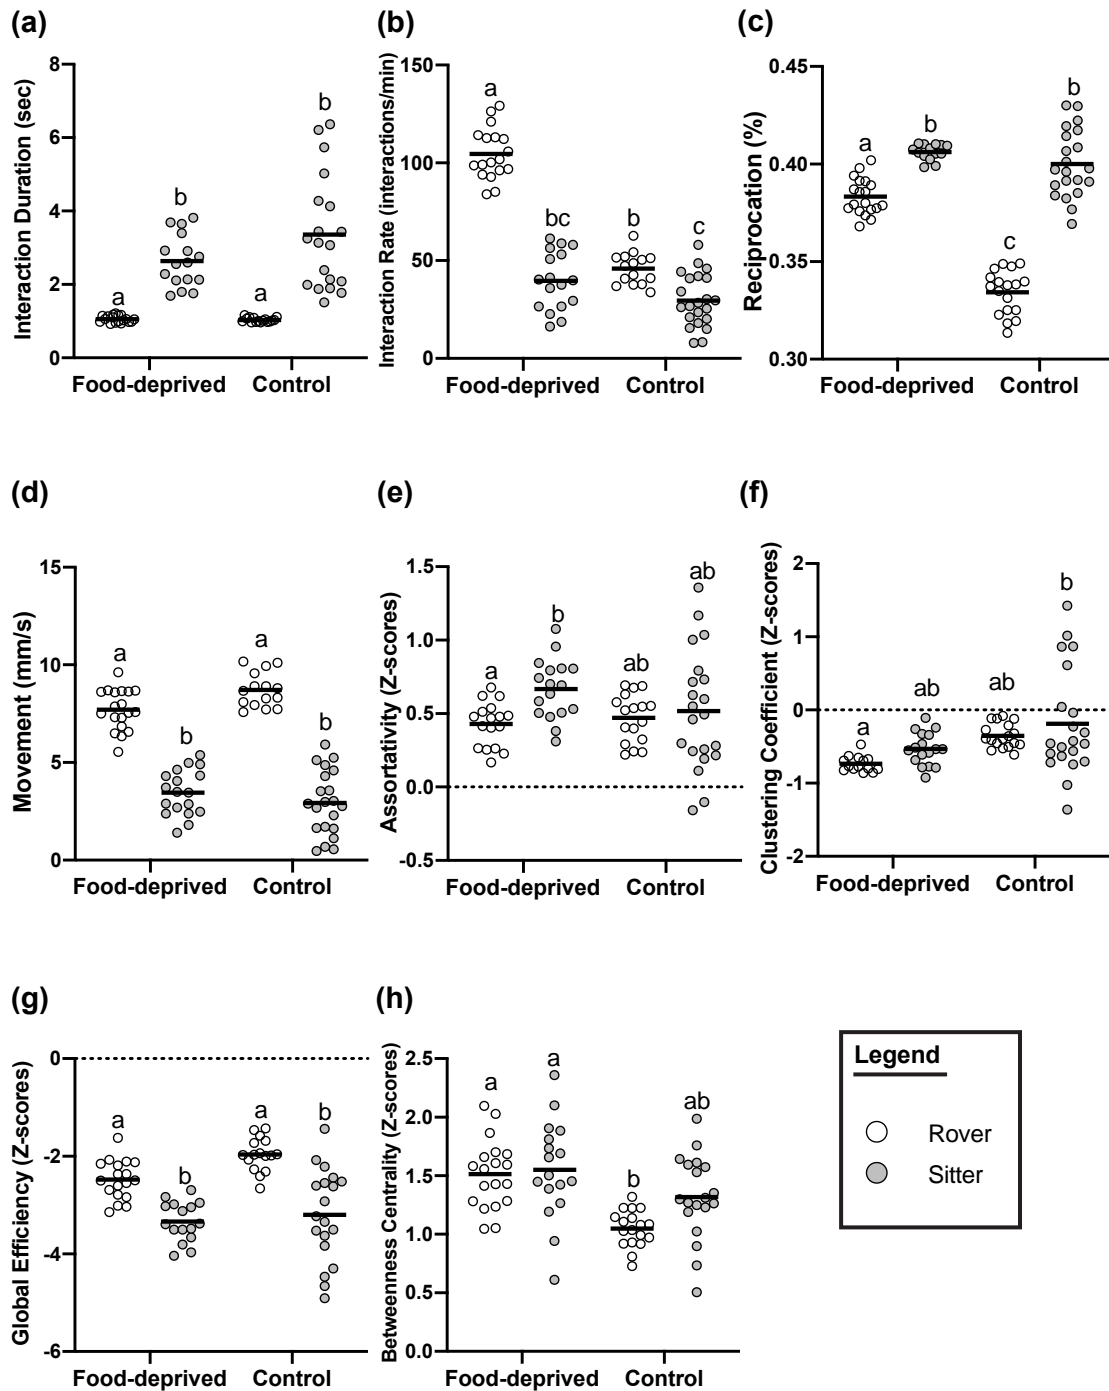 (a)
Interaction Duration (sec)
8
6
4
2
0
a
b
a
b
Food-deprived
Control
(b)
Interaction Rate (interactions/min)
150
100
50
0
a
bc
b
c
Food-deprived
Control
(c)
Reciprocation (%)
0.45
0.40
0.35
0.30
a
b
c
b
Food-deprived
Control
(d)
Movement (mm/s)
15
10
5
0
a
b
a
b
Food-deprived
Control
(e)
Assortativity (Z-scores)
1.5
1.0
0.5
0.0
-0.5
a
b
ab
ab
Food-deprived
Control
(f)
Clustering Coefficient (Z-scores)
2
1
0
-1
-2
a
ab
ab
b
Food-deprived
Control
(g)
Global Efficiency (Z-scores)
0
-2
-4
-6
a
b
a
b
Food-deprived
Control
(h)
Betweenness Centrality (Z-scores)
2.5
2.0
1.5
1.0
0.5
0.0
a
a
b
ab
Food-deprived
Control
Legend
Rover
Sitter